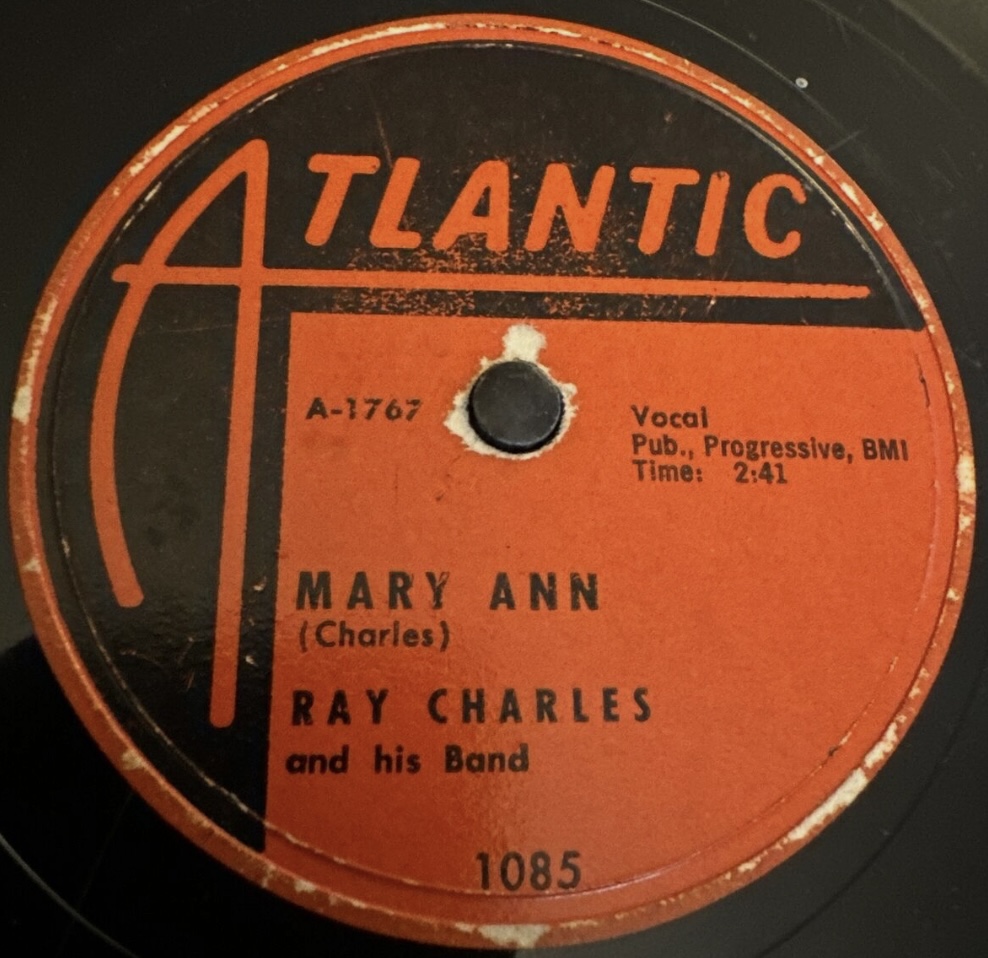 ATLANTIC
A-1767
Vocal
Pub., Progressive, BMI
Time: 2:41
MARY ANN
(Charles)
RAY CHARLES
and his Band
1085